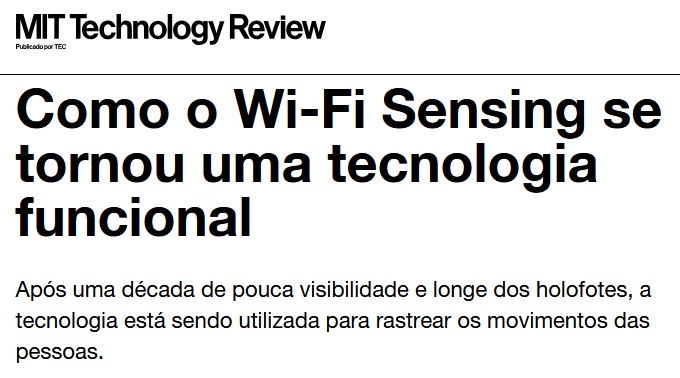 MIT Technology Review
Publicado por TEC
Como o Wi-Fi Sensing se
tornou uma tecnologia
funcional
Após uma década de pouca visibilidade e longe dos holofotes, a
tecnologia está sendo utilizada para rastrear os movimentos das
pessoas.